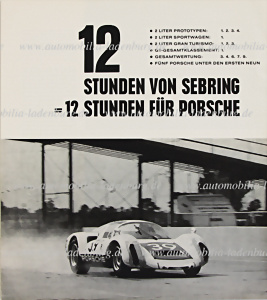 12
● 2 LITER PROTOTYPEN: 1. 2. 3. 4.
● 2 LITER SPORTWAGEN: 1.
● 2 LITER GRAN TURISMO: 1. 2. 3.
● GT-GESAMTKLASSEMENT: 1.
● GESAMTWERTUNG: 3. 4. 6. 7. 8.
● FÜNF PORSCHE UNTER DEN ERSTEN NEUN
STUNDEN VON SEBRING
12 STUNDEN FÜR PORSCHE